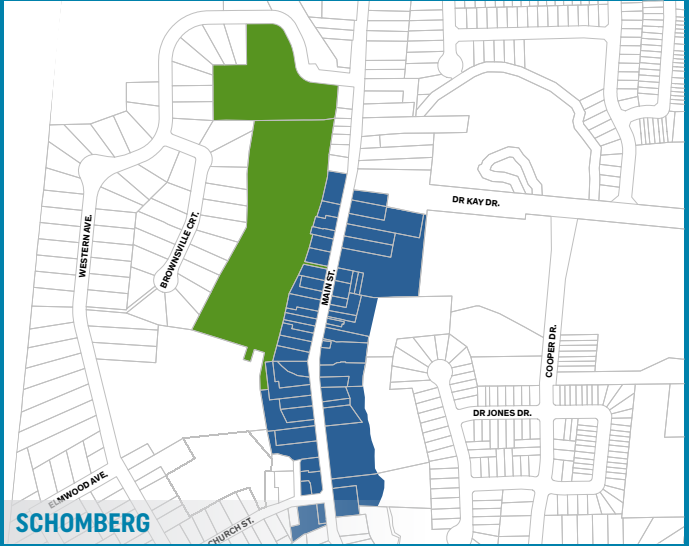 DR KAY DR.
WESTERN AVE.
BROWNSVILLE CRT.
MAIN ST.
COOPER DR.
DR JONES DR.
ELMWOOD AVE.
CHURCH ST.
SCHOMBERG